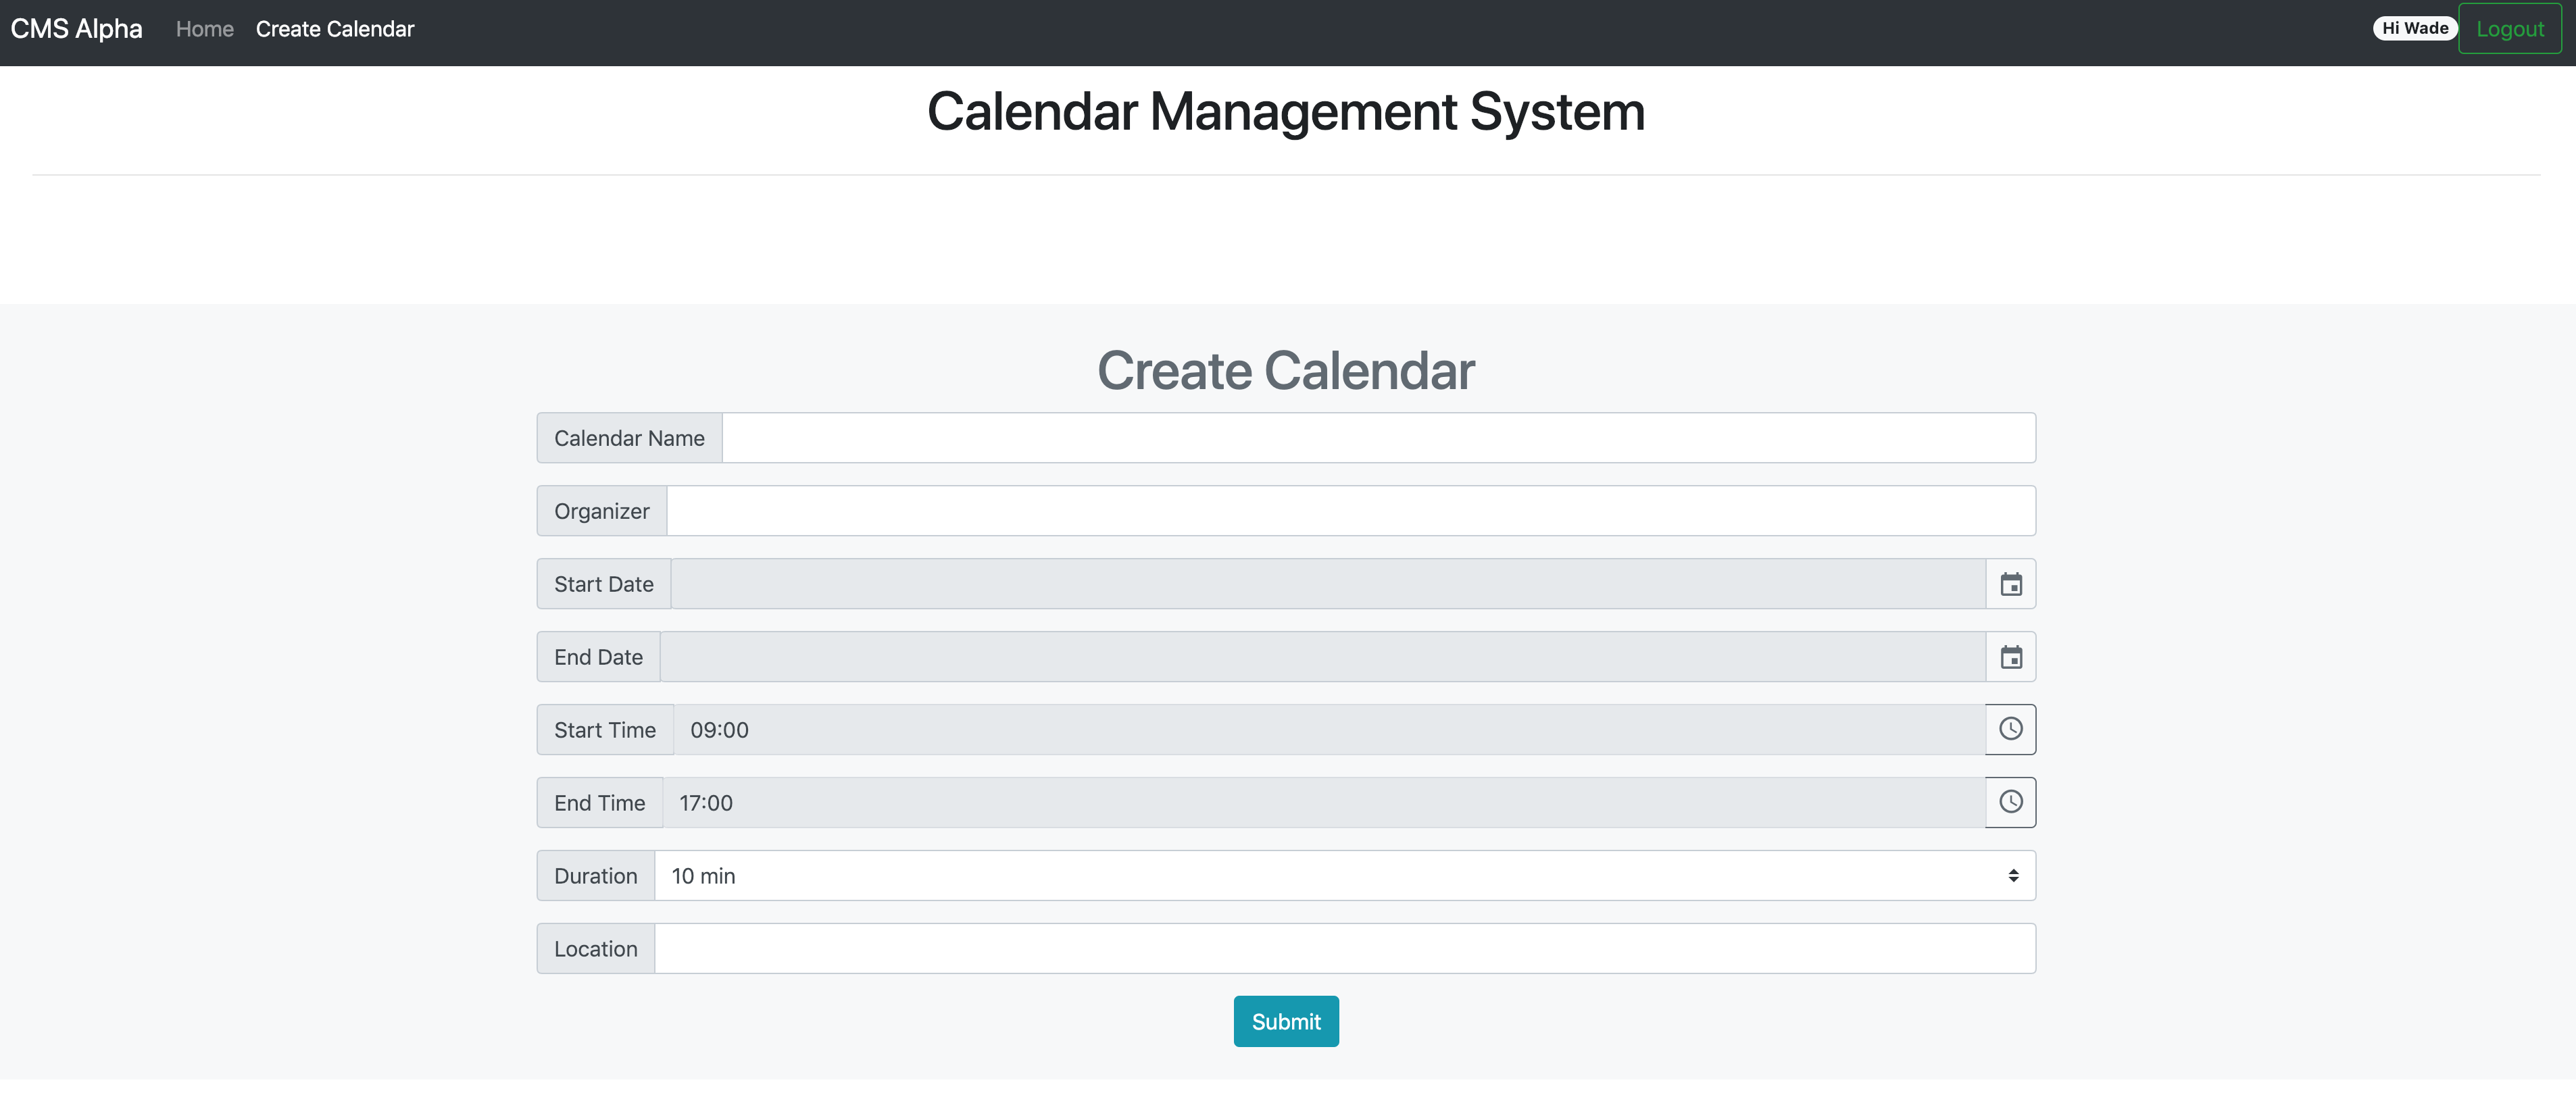 CMS Alpha Home Create Calendar Hi Wade Logout
Calendar Management System
Create Calendar
Calendar Name
Organizer
Start Date
End Date
Start Time 09:00
End Time 17:00
Duration 10 min
Location
Submit